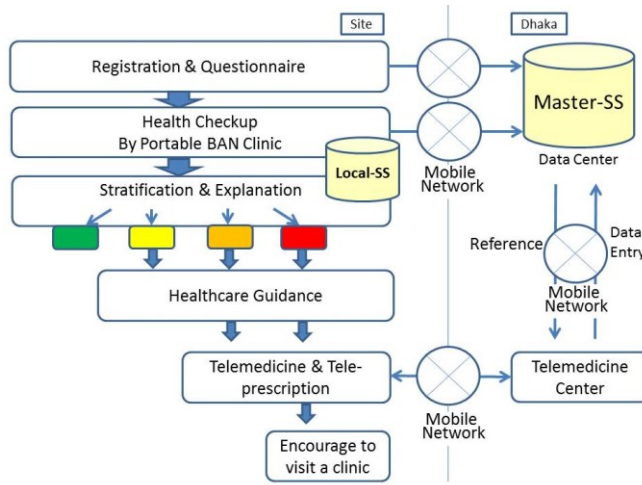 Site
Dhaka
Registration & Questionnaire
Master-SS
Health Checkup
By Portable BAN Clinic
Data Center
Mobile
Network
Local-SS
Stratification & Explanation
Reference
Data
Entry
Mobile
Network
Healthcare Guidance
Telemedicine & Tele-
prescription
Telemedicine
Center
Mobile
Network
Encourage to
visit a clinic